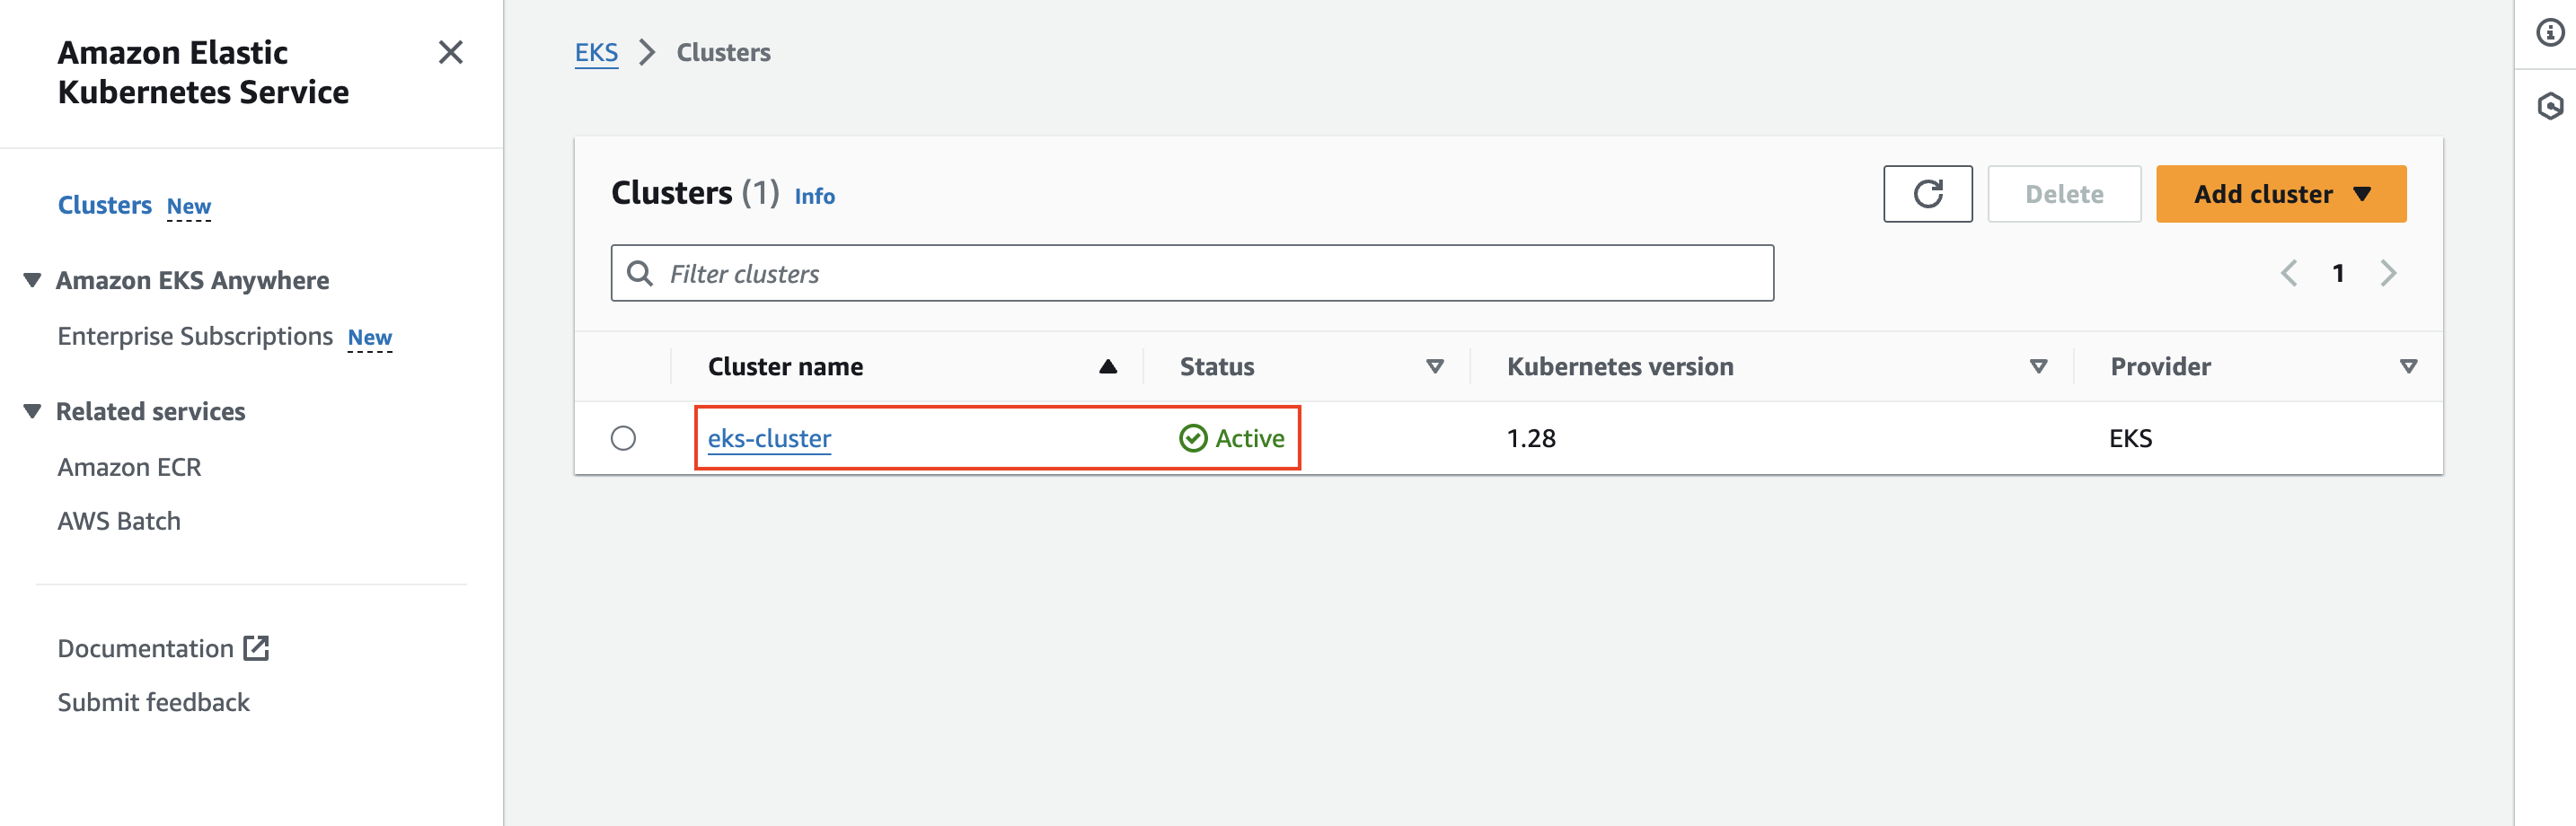 Amazon Elastic
Kubernetes Service
Clusters New
Amazon EKS Anywhere
Enterprise Subscriptions New
Related services
Amazon ECR
AWS Batch
Documentation
Submit feedback
EKS Clusters
Clusters (1) Info
Delete
Add cluster
Filter clusters
1
Cluster name Status Kubernetes version Provider
eks-cluster Active 1.28 EKS